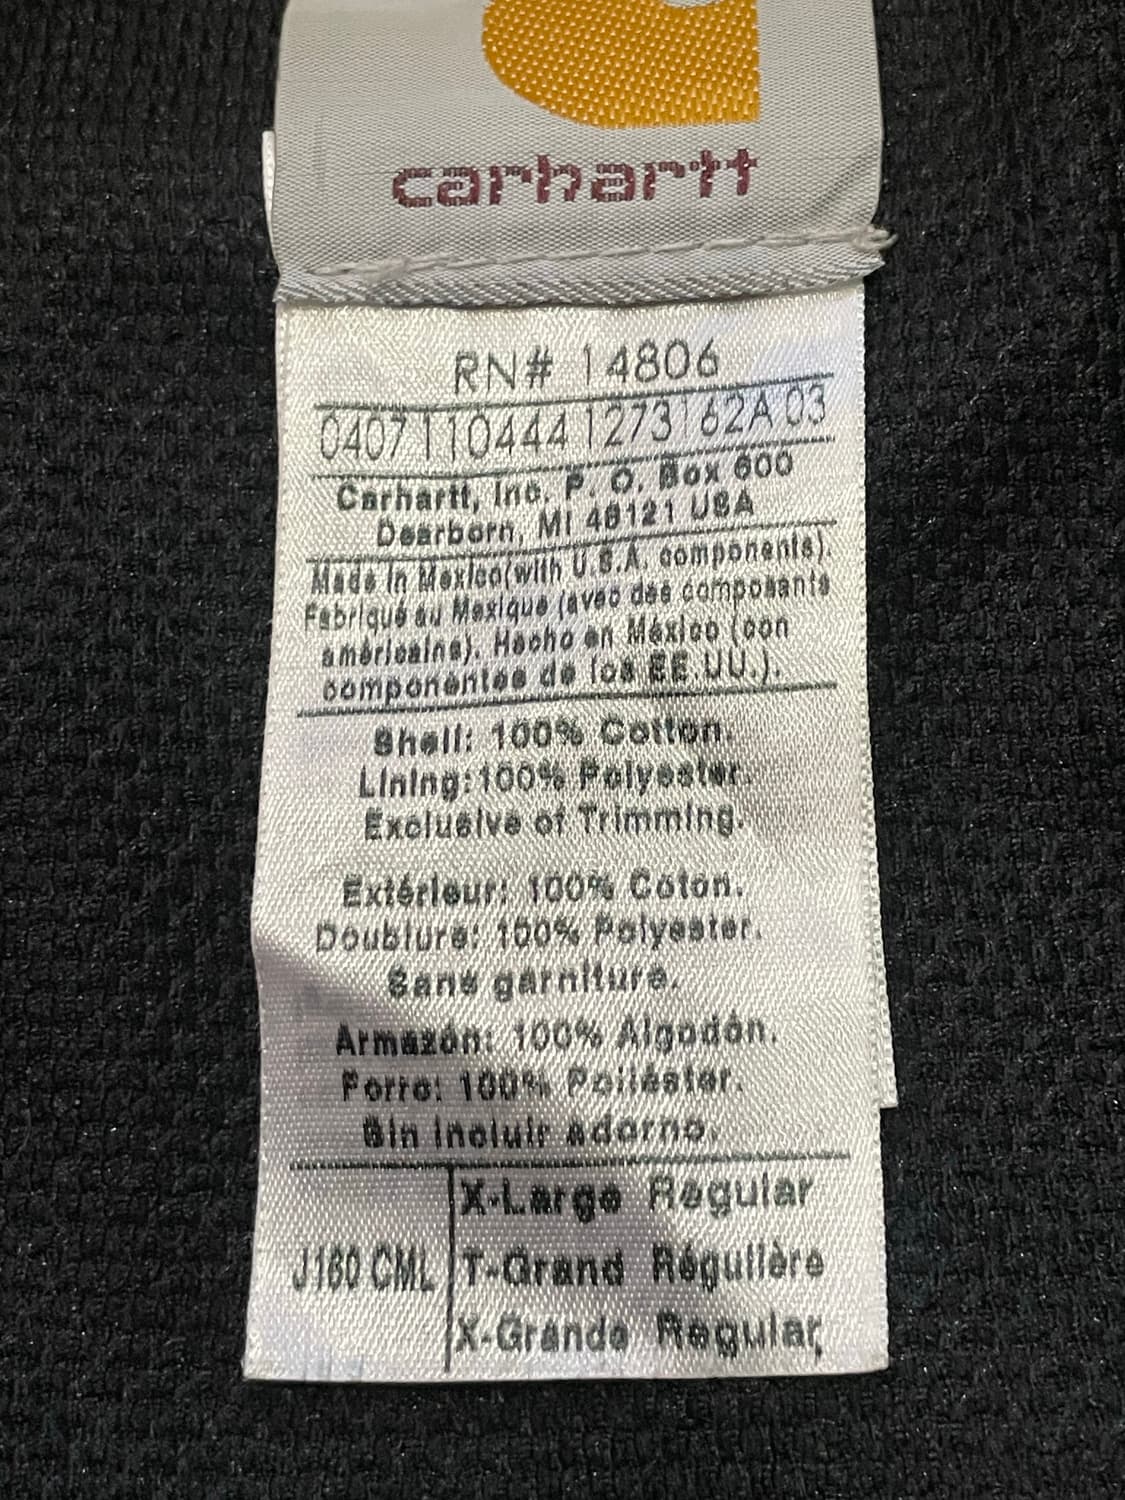 carhartt
RN# 14806
0407 110444 1273162A 03
Carhartt, Inc. P. O. Box 600
Dearborn, MI 48121 USA
Made in Mexico(with U.S.A. components).
Fabriqué au Mexique (avec des composants
américains). Hecho en México (con
componentes de los EE.UU.).
Shell: 100% Cotton.
Lining: 100% Polyester.
Exclusive of Trimming.
Extérieur: 100% Coton.
Doublure: 100% Polyester.
Sans garniture.
Armazón: 100% Algodón.
Forro: 100% Poliéster.
Sin incluir adorno.
X-Large Regular
J160 CML T-Grand Régulière
X-Grande Regular